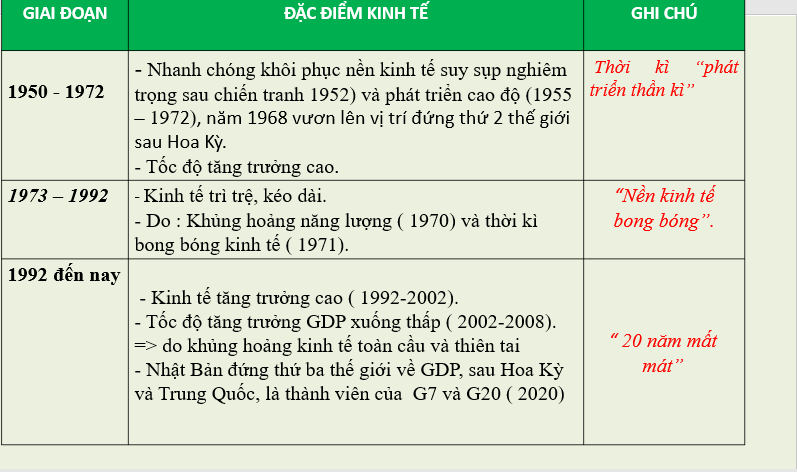 GIAI ĐOẠN
ĐẶC ĐIỂM KINH TẾ
GHI CHÚ
1950 - 1972
- Nhanh chóng khôi phục nền kinh tế suy sụp nghiêm
trọng sau chiến tranh 1952) và phát triển cao độ (1955
– 1972), năm 1968 vươn lên vị trí đứng thứ 2 thế giới
sau Hoa Kỳ.
- Tốc độ tăng trưởng cao.
Thời kì “phát
triển thần kì”
1973 – 1992
- Kinh tế trì trệ, kéo dài.
- Do : Khủng hoảng năng lượng ( 1970) và thời kì
bong bóng kinh tế ( 1971).
“Nền kinh tế
bong bóng”.
1992 đến nay
- Kinh tế tăng trưởng cao ( 1992-2002).
- Tốc độ tăng trưởng GDP xuống thấp ( 2002-2008).
=> do khủng hoảng kinh tế toàn cầu và thiên tai
- Nhật Bản đứng thứ ba thế giới về GDP, sau Hoa Kỳ
và Trung Quốc, là thành viên của G7 và G20 ( 2020)
“ 20 năm mất
mát”